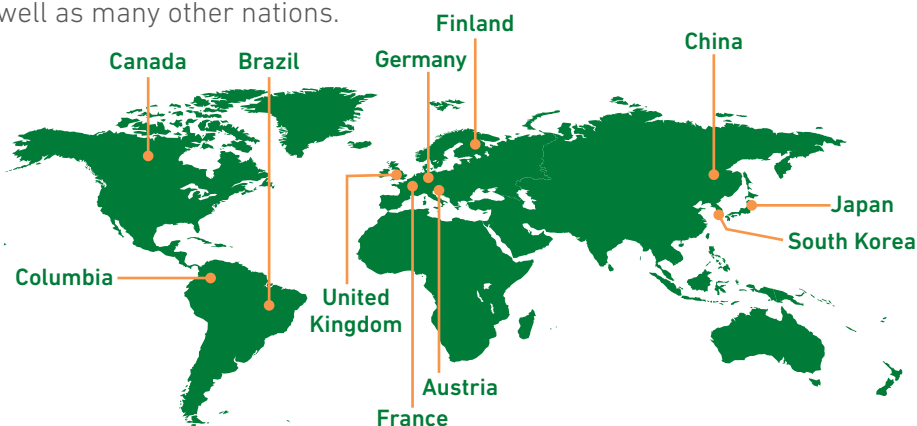 well as many other nations.
Finland
China
Canada
Brazil
Germany
Japan
South Korea
Columbia
United
Kingdom
Austria
France